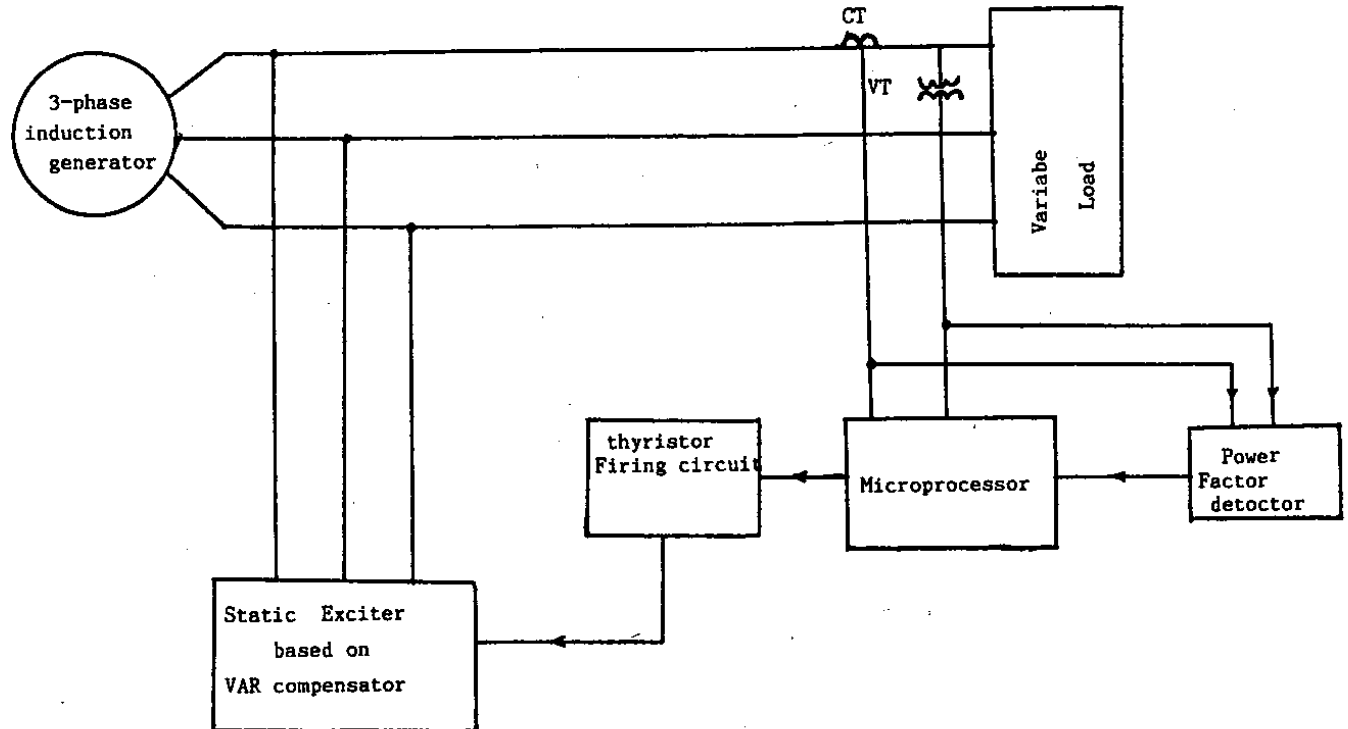 CT
VT
3-phase
induction
generator
Variabe
Load
thyristor
Firing circuit
Microprocessor
Power
Factor
detoctor
Static Exciter
based on
VAR compensator